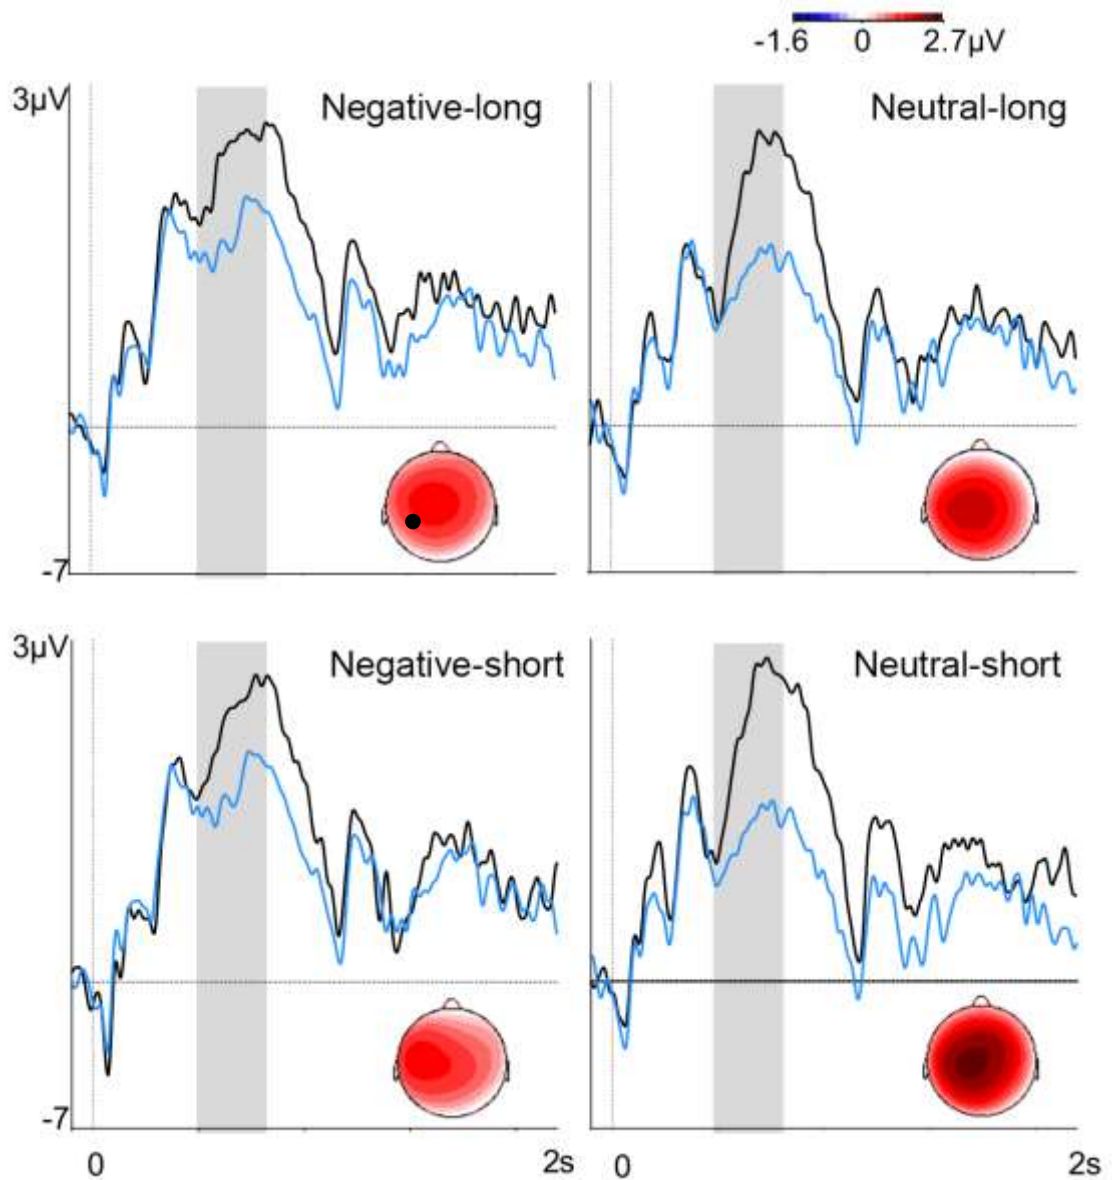 -1.6 0 2.7µV
3µV Negative-long Neutral-long
-7
3µV Negative-short Neutral-short
-7
0 2s 0 2s